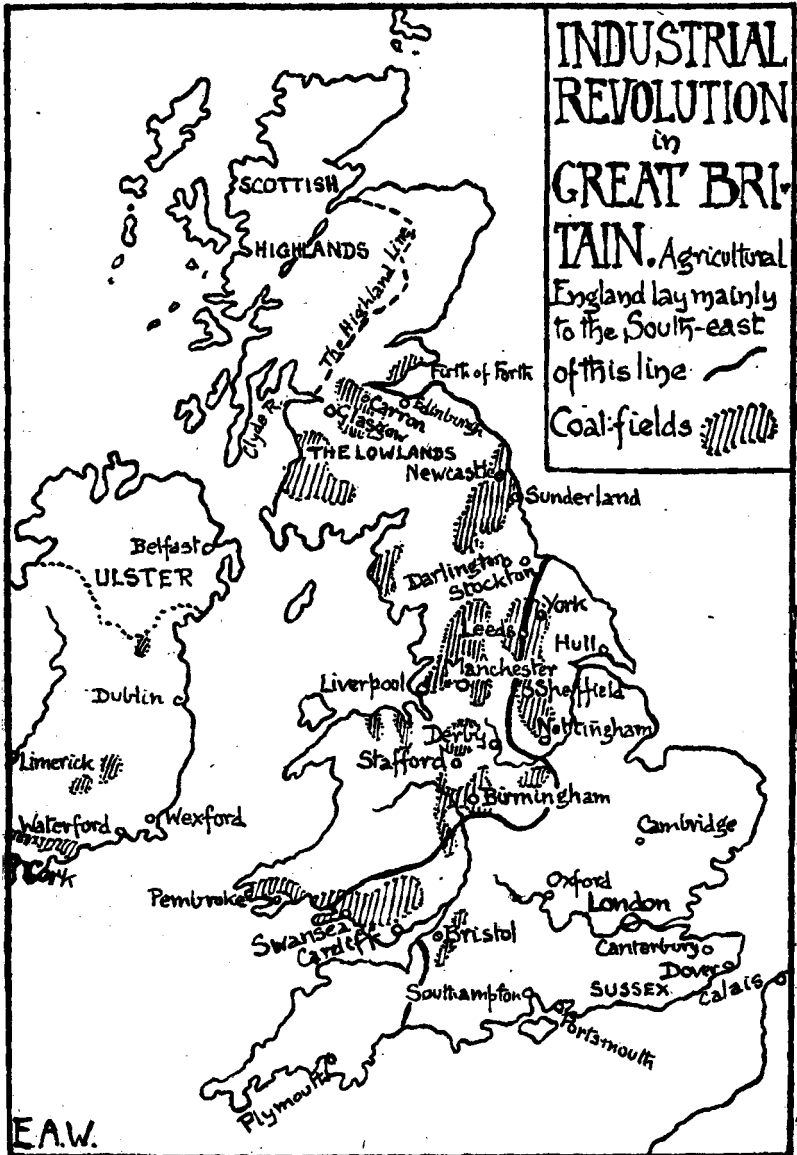 INDUSTRIAL
REVOLUTION
in
GREAT BRI-
TAIN. Agricultural
England lay mainly
to the South-east
of this line
Coal-fields
SCOTTISH
HIGHLANDS
The Highland Line
Firth of Forth
Clyde R.
Carron
Edinburgh
Glasgow
THE LOWLANDS
Newcastle
Sunderland
Belfast
ULSTER
Darlington
Stockton
York
Leeds
Hull
Manchester
Liverpool
Sheffield
Dublin
Nottingham
Derby
Stafford
Limerick
Birmingham
Waterford
Wexford
Cambridge
Cork
Pembroke
Oxford
London
Swansea
Cardiff
Bristol
Canterbury
Dover
Calais
Southampton
SUSSEX
Portsmouth
Plymouth
E.A.W.